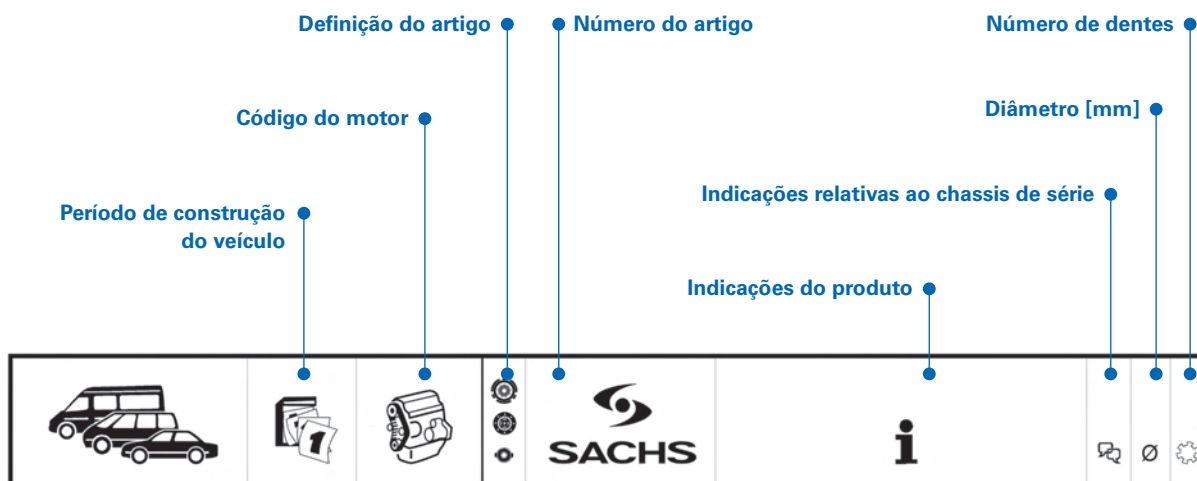 Definição do artigo
Número do artigo
Número de dentes
Código do motor
Diâmetro [mm]
Indicações relativas ao chassis de série
Período de construção
do veículo
Indicações do produto
1
SACHS
i
Ø